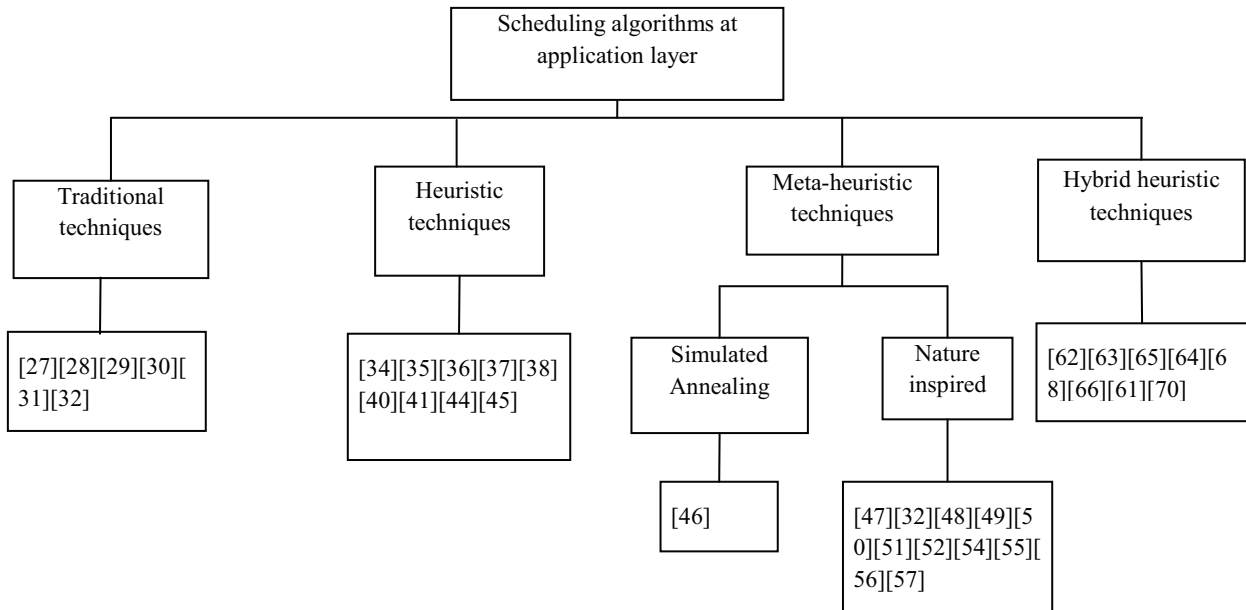 Scheduling algorithms at
application layer
Traditional
techniques
Heuristic
techniques
Meta-heuristic
techniques
Hybrid heuristic
techniques
[27][28][29][30][
31][32]
[34][35][36][37][38]
[40][41][44][45]
Simulated
Annealing
Nature
inspired
[62][63][65][64][6
8][66][61][70]
[46]
[47][32][48][49][5
0][51][52][54][55][
56][57]